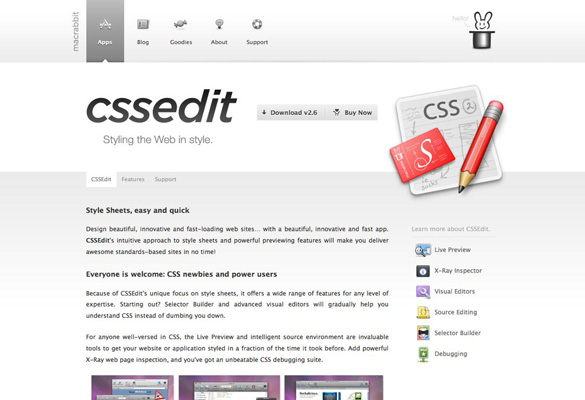 macrabbit
Apps
Blog
Goodies
About
Support
hello!
cssedit
Styling the Web in style.
Download v2.6
Buy Now
CSS 2
S
CSSEdit
Features
Support
Style Sheets, easy and quick
Design beautiful, innovative and fast-loading web sites... with a beautiful, innovative and fast app.
CSSEdit's intuitive approach to style sheets and powerful previewing features will make you deliver
awesome standards-based sites in no time!
Everyone is welcome: CSS newbies and power users
Because of CSSEdit's unique focus on style sheets, it offers a wide range of features for any level of
expertise. Starting out? Selector Builder and advanced visual editors will gradually help you
understand CSS instead of dumbing you down.
For anyone well-versed in CSS, the Live Preview and intelligent source environment are invaluable
tools to get your website or application styled in a fraction of the time it took before. Add powerful
X-Ray web page inspection, and you've got an unbeatable CSS debugging suite.
Learn more about CSSEdit.
Live Preview
X-Ray Inspector
Visual Editors
Source Editing
Selector Builder
Debugging